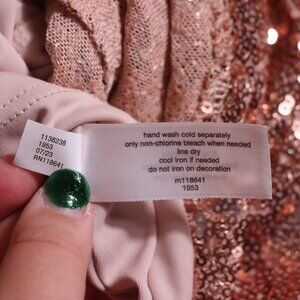 1138238
1953
07/23
RN118641
hand wash cold separately
only non-chlorine bleach when needed
line dry
cool iron if needed
do not iron on decoration
m118641
1953